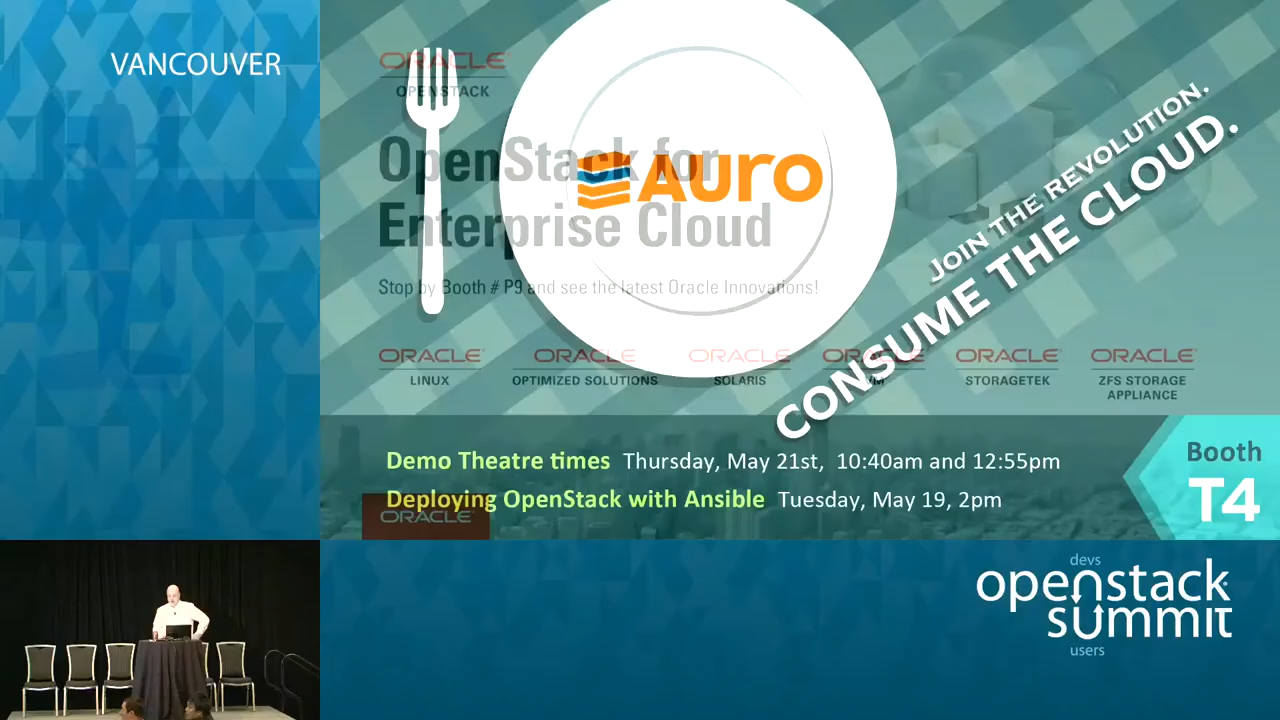 VANCOUVER
ORACLE
OPENSTACK
OpenStack for
Enterprise Cloud
Stop by Booth # P9 and see the latest Oracle Innovations!
AURO
JOIN THE REVOLUTION.
CONSUME THE CLOUD.
ORACLE
LINUX
ORACLE
OPTIMIZED SOLUTIONS
ORACLE
SOLARIS
ORACLE
VM
ORACLE
STORAGETEK
ORACLE
ZFS STORAGE
APPLIANCE
Demo Theatre times Thursday, May 21st, 10:40am and 12:55pm
Deploying OpenStack with Ansible Tuesday, May 19, 2pm
ORACLE
Booth
T4
devs
openstack
summit
users